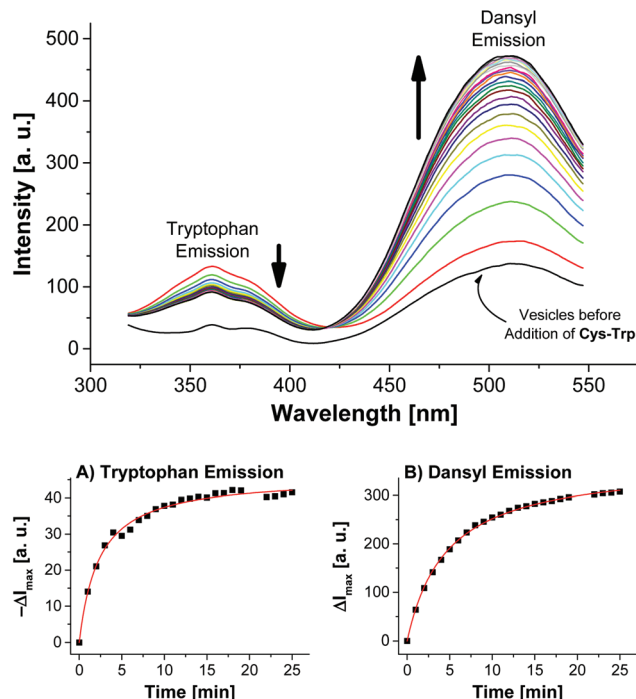 Dansyl
Emission
500
400
300
200
100
0
Intensity [a. u.]
Tryptophan
Emission
Vesicles before
Addition of Cys-Trp
300 350 400 450 500 550
Wavelength [nm]
A) Tryptophan Emission
40
30
20
10
0
−ΔImax [a. u.]
0 5 10 15 20 25
Time [min]
B) Dansyl Emission
300
200
100
0
ΔImax [a. u.]
0 5 10 15 20 25
Time [min]